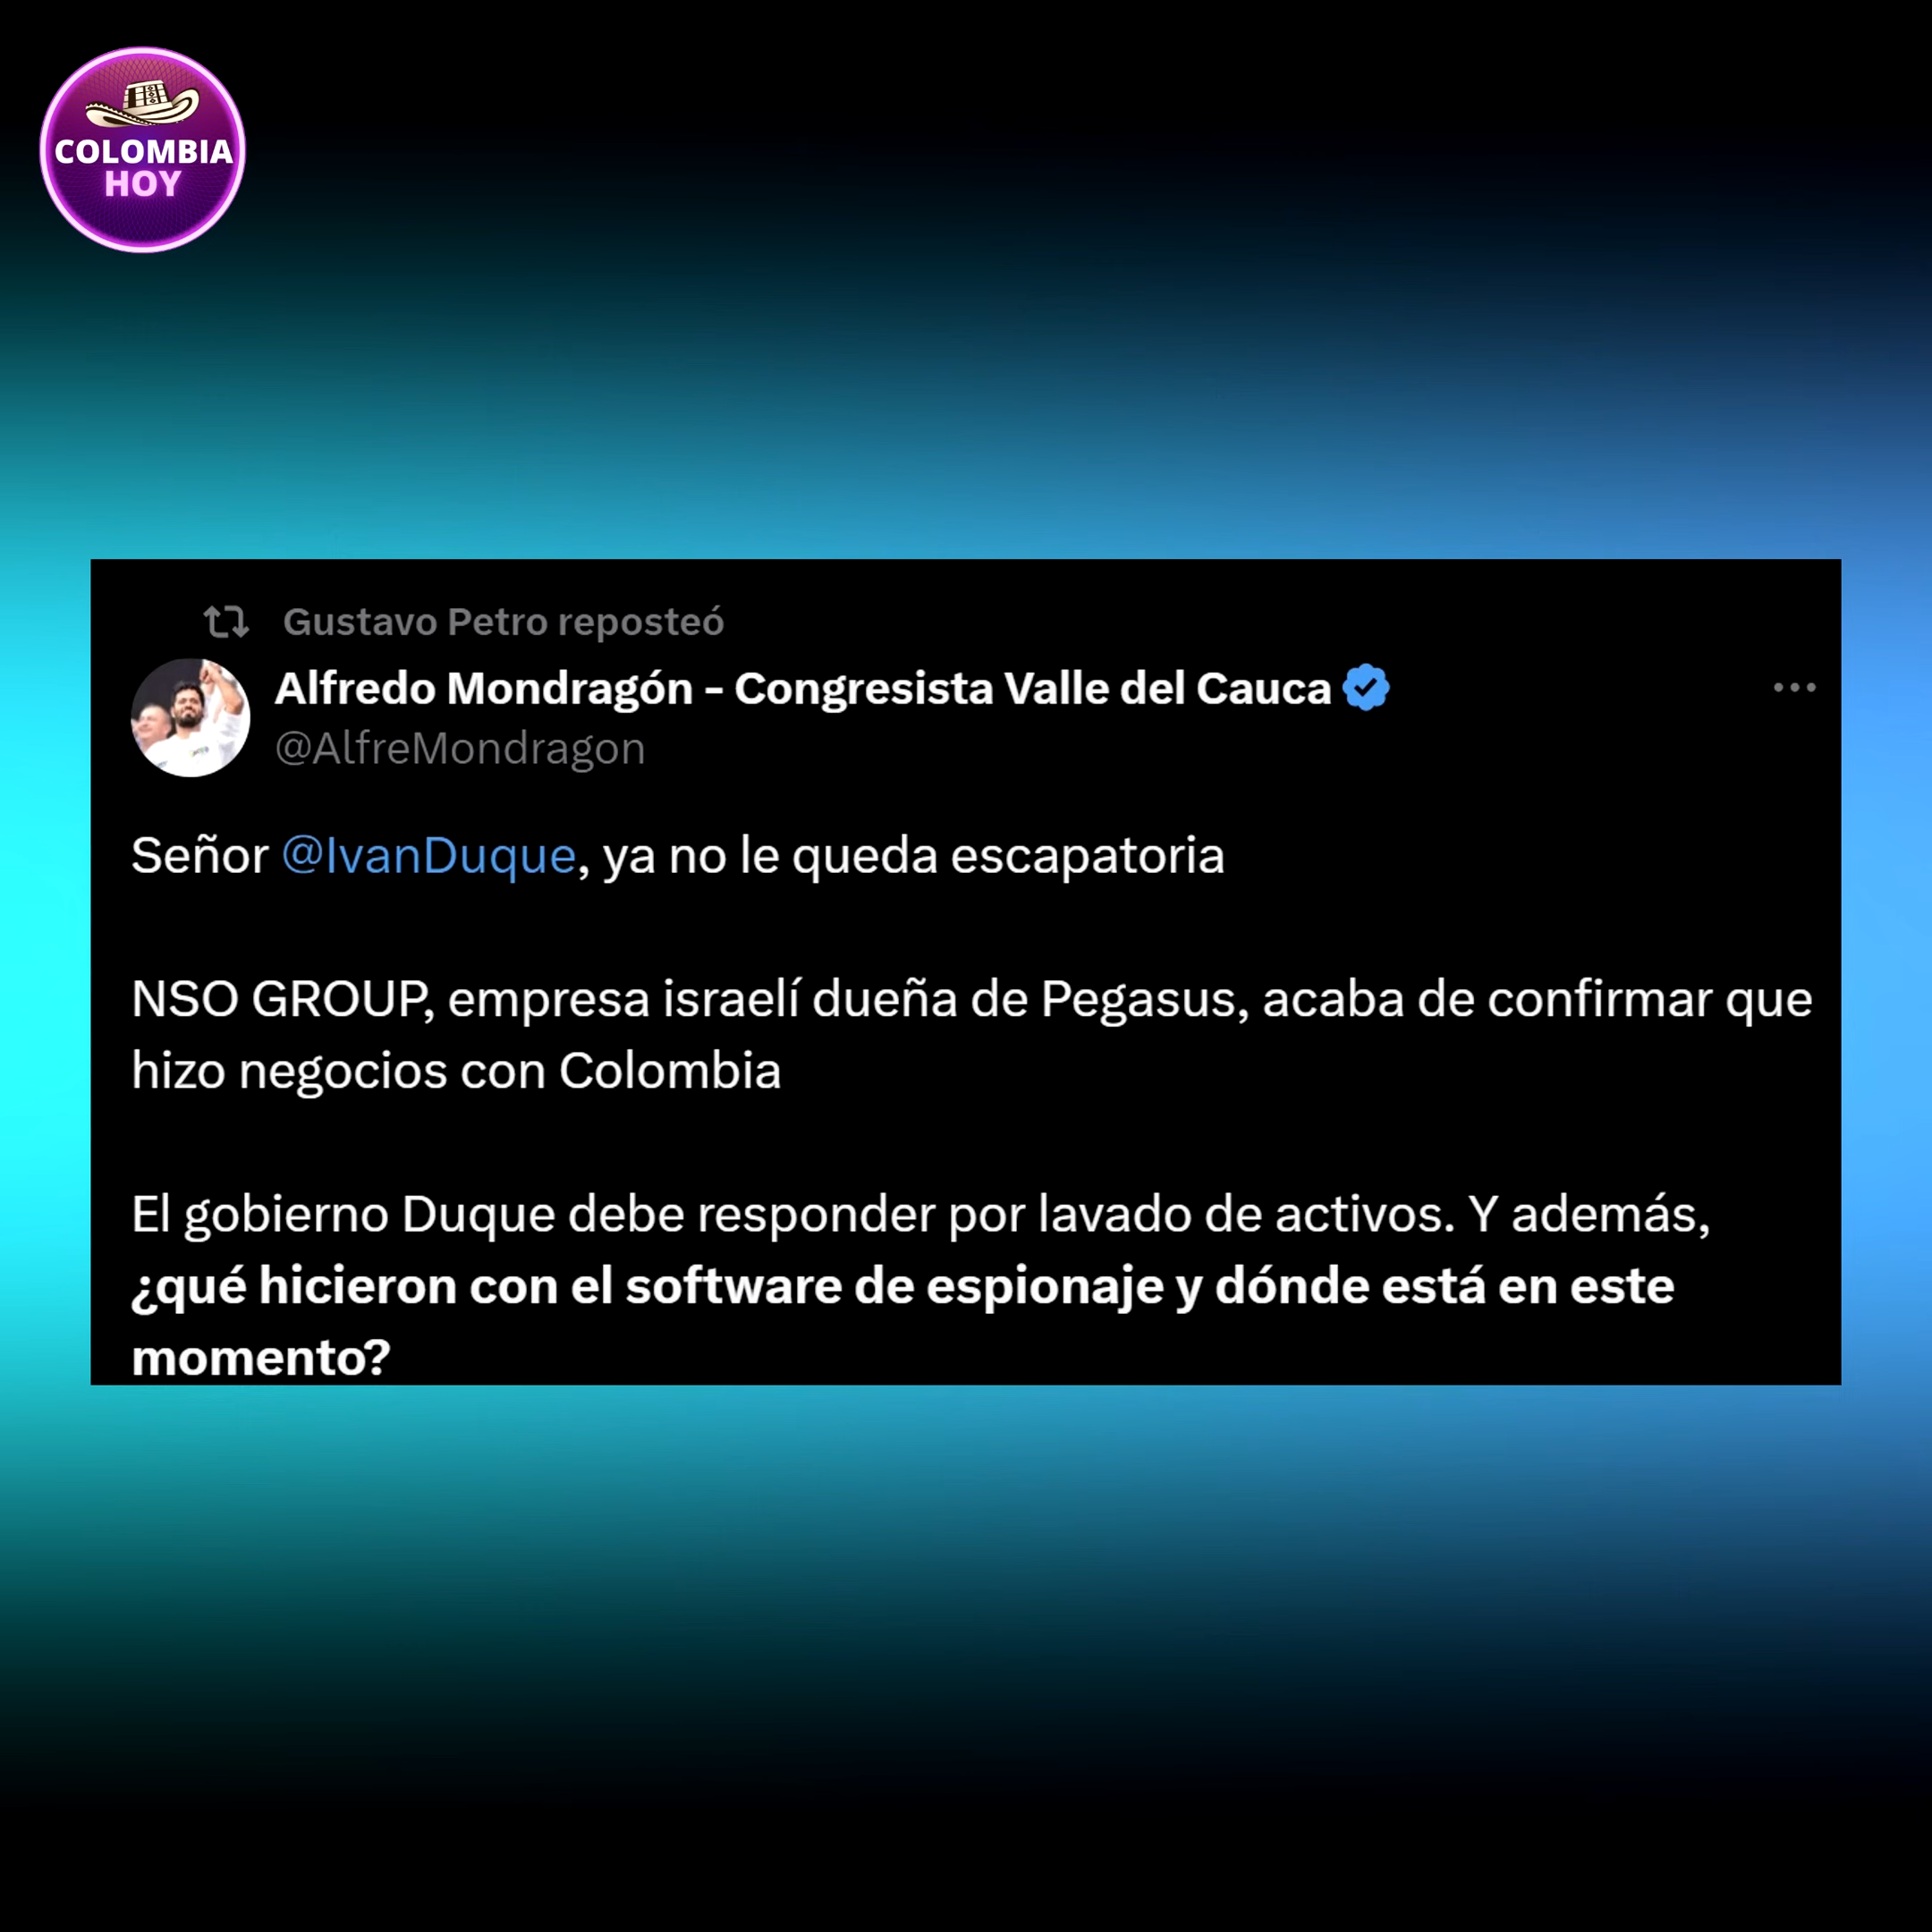 COLOMBIA
HOY
Gustavo Petro reposteó
Alfredo Mondragón - Congresista Valle del Cauca
@AlfreMondragon
Señor @IvanDuque, ya no le queda escapatoria
NSO GROUP, empresa israelí dueña de Pegasus, acaba de confirmar que
hizo negocios con Colombia
El gobierno Duque debe responder por lavado de activos. Y además,
¿qué hicieron con el software de espionaje y dónde está en este
momento?